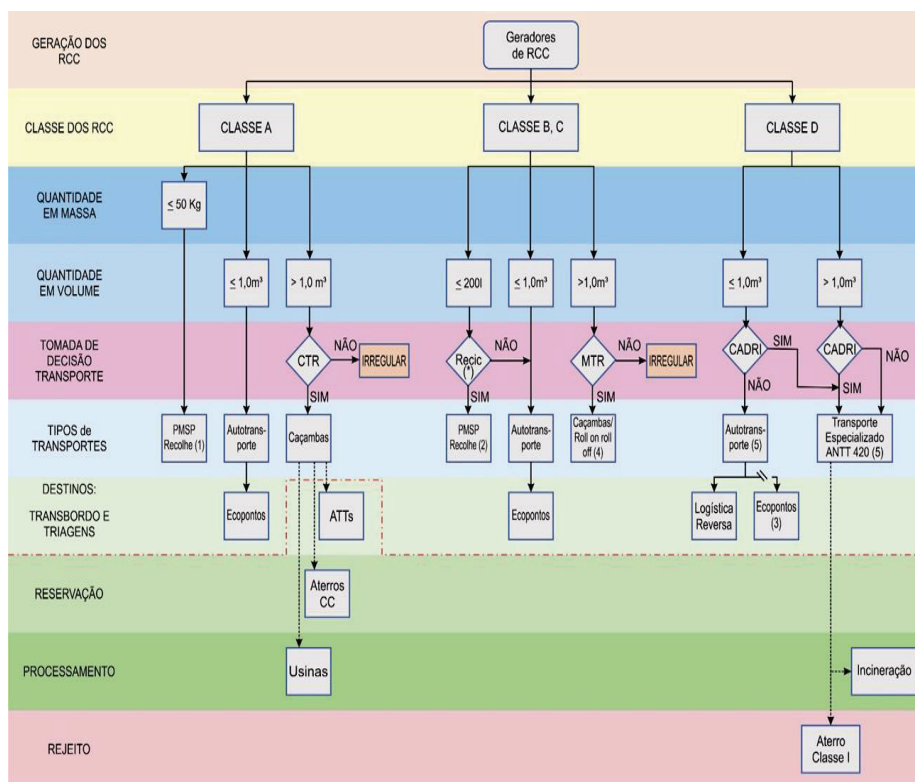 GERAÇÃO DOS
RCC
Geradores
de RCC
CLASSE DOS RCC
CLASSE A
CLASSE B, C
CLASSE D
QUANTIDADE
EM MASSA
≤ 50 Kg
QUANTIDADE
EM VOLUME
≤ 1,0m³
> 1,0 m³
≤ 200l
≤ 1,0m³
>1,0m³
≤ 1,0m³
> 1,0m³
TOMADA DE
DECISÃO
TRANSPORTE
CTR
NÃO
IRREGULAR
SIM
Recic
(*)
NÃO
SIM
MTR
NÃO
IRREGULAR
SIM
CADRI
SIM
NÃO
CADRI
NÃO
SIM
TIPOS de
TRANSPORTES
PMSP
Recolhe (1)
Autotrans-
porte
Caçambas
PMSP
Recolhe (2)
Autotrans-
porte
Caçambas/
Roll on roll
off (4)
Autotrans-
porte (5)
Transporte
Especializado
ANTT 420 (5)
DESTINOS:
TRANSBORDO E
TRIAGENS
Ecopontos
ATTs
Ecopontos
Logística
Reversa
Ecopontos
(3)
RESERVAÇÃO
Aterros
CC
PROCESSAMENTO
Usinas
Incineração
REJEITO
Aterro
Classe I